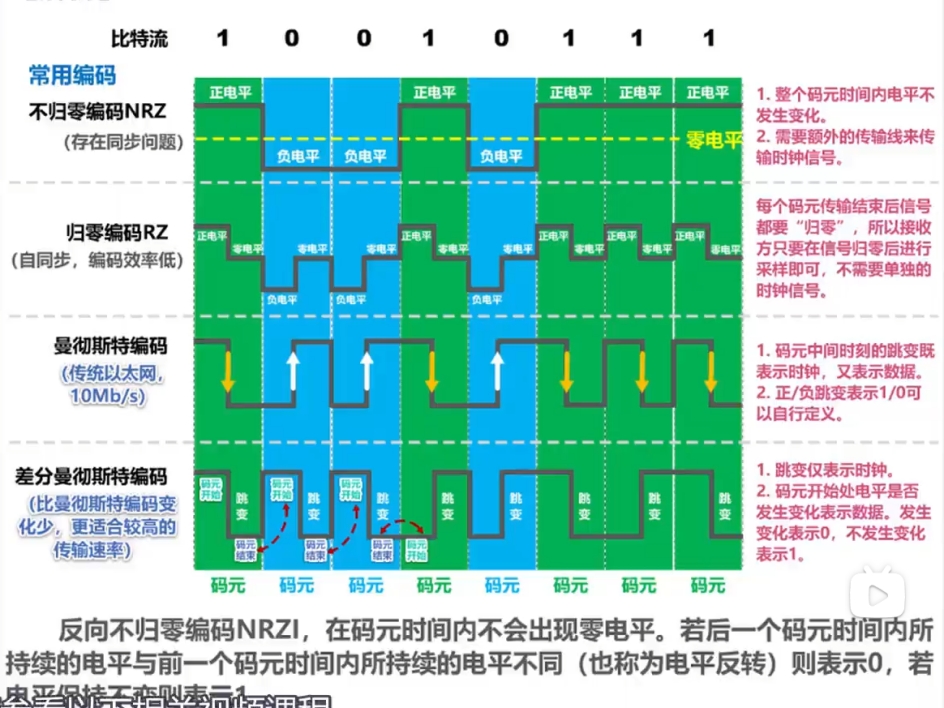 比特流 1 0 0 1 0 1 1 1
常用编码
正电平 正电平 正电平 正电平 正电平
不归零编码NRZ
(存在同步问题)
零电平
负电平 负电平 负电平
1. 整个码元时间内电平不
发生变化。
2. 需要额外的传输线来传
输时钟信号。
归零编码RZ
(自同步，编码效率低)
正电平 零电平 零电平 零电平 正电平 零电平 零电平 正电平 零电平 正电平 零电平 正电平 零电平
负电平 负电平 负电平
每个码元传输结束后信号
都要“归零”，所以接收
方只要在信号归零后进行
采样即可，不需要单独的
时钟信号。
曼彻斯特编码
(传统以太网，
10Mb/s)
1. 码元中间时刻的跳变既
表示时钟，又表示数据。
2. 正/负跳变表示1/0可
以自行定义。
差分曼彻斯特编码
(比曼彻斯特编码变
化少，更适合较高的
传输速率)
码元
开始
码元
开始
码元
开始
跳
变
跳
变
跳
变
跳
变
跳
变
跳
变
跳
变
跳
变
码元
结束
码元
结束
码元
结束
码元
开始
1. 跳变仅表示时钟。
2. 码元开始处电平是否
发生变化表示数据。发生
变化表示0，不发生变化
表示1。
码元 码元 码元 码元 码元 码元 码元 码元
反向不归零编码NRZI，在码元时间内不会出现零电平。若后一个码元时间内所
持续的电平与前一个码元时间内所持续的电平不同（也称为电平反转）则表示0，若
电平保持不变则表示1